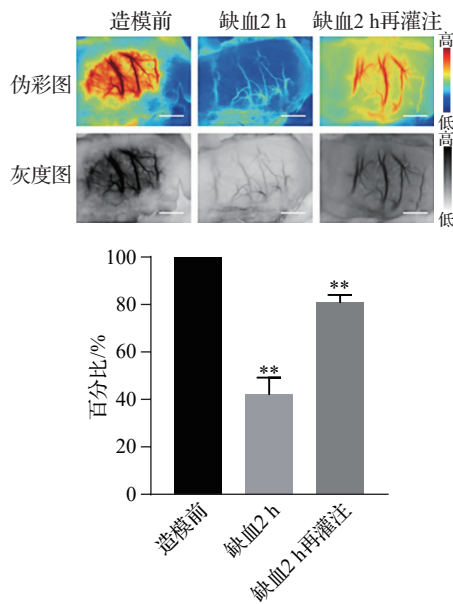 造模前 缺血2 h 缺血2 h再灌注
伪彩图
高
低
灰度图
高
低
百分比/%
100
80
60
40
20
0
**
**
造模前
缺血2 h
缺血2 h再灌注